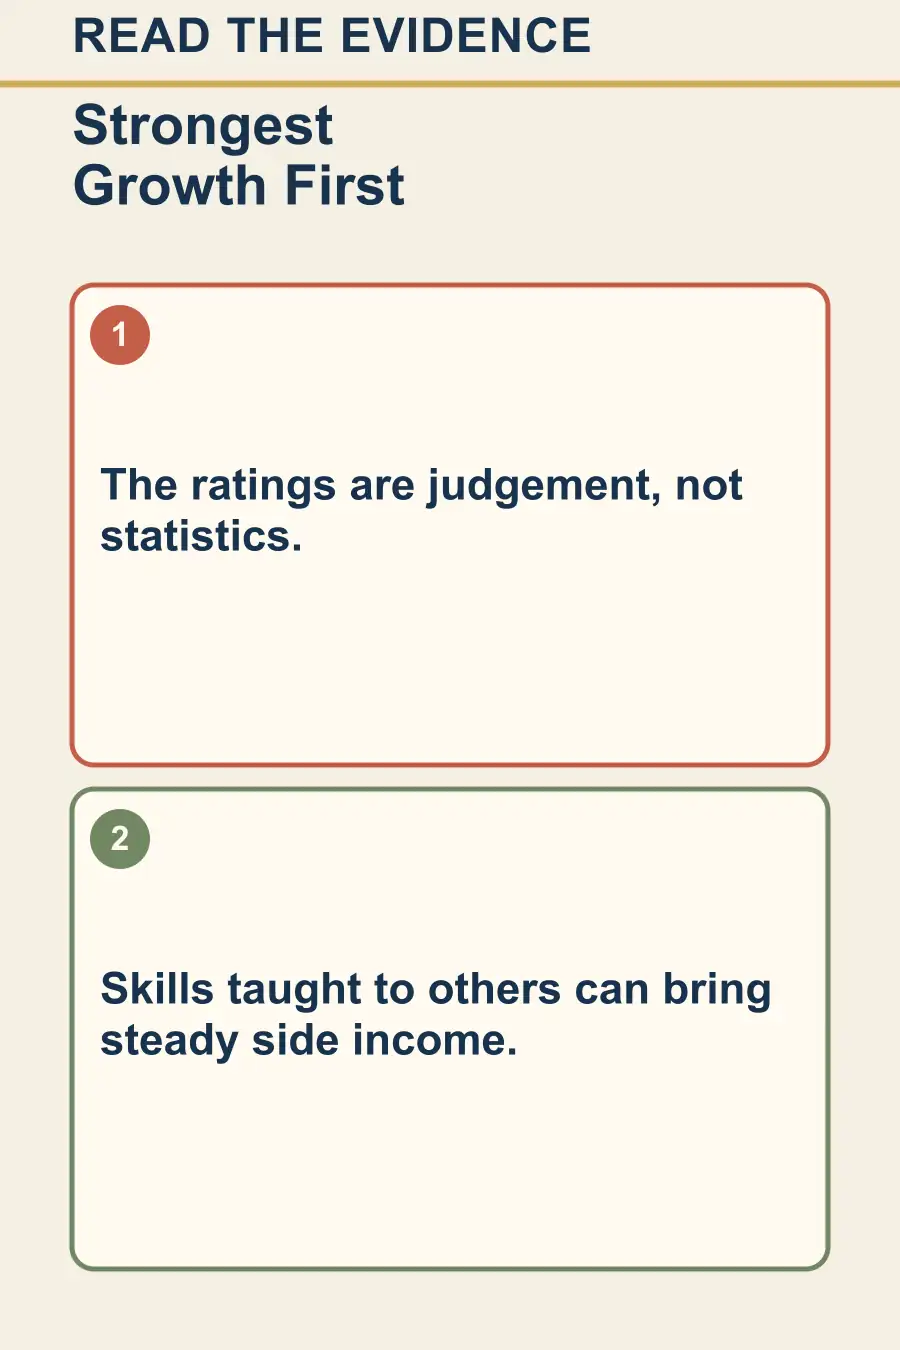 READ THE EVIDENCE
Strongest
Growth First
1
The ratings are judgement, not
statistics.
2
Skills taught to others can bring
steady side income.